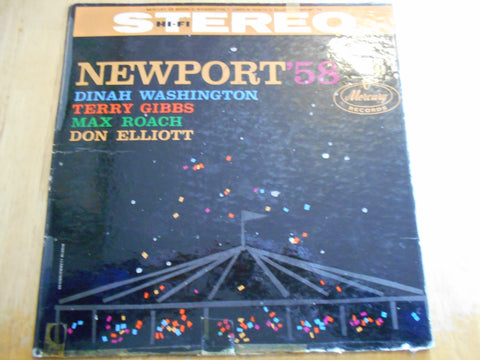 STEREO
HI-FI
NEWPORT '58
DINAH WASHINGTON
TERRY GIBBS
MAX ROACH
DON ELLIOTT
Mercury
RECORDS